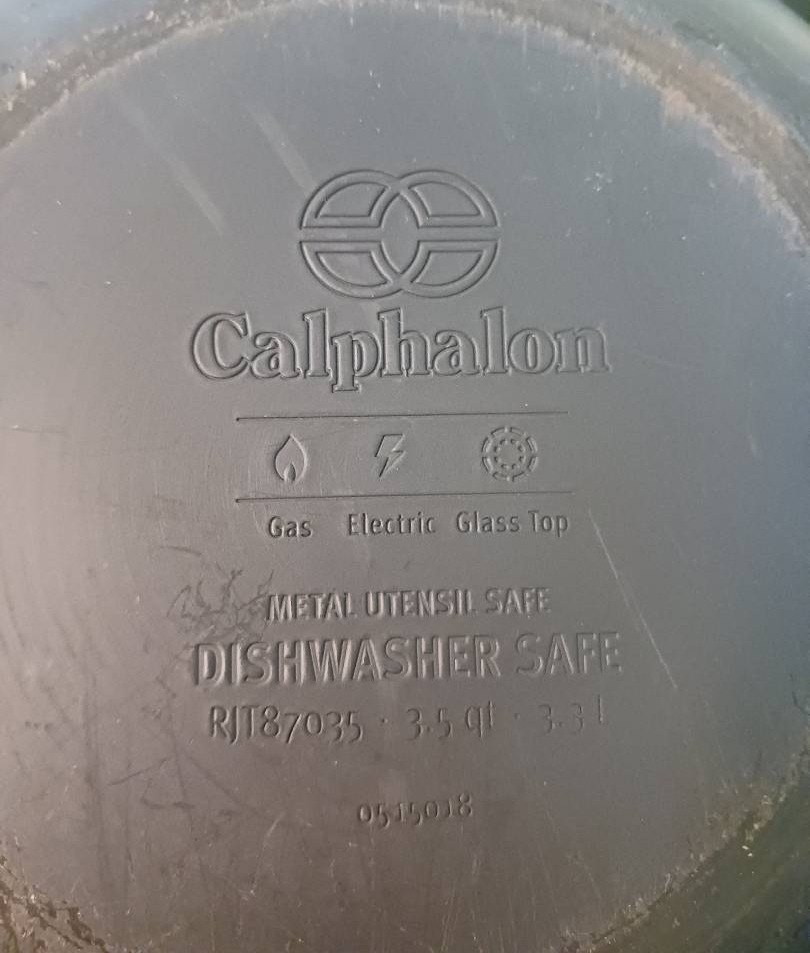 Calphalon
Gas Electric Glass Top
METAL UTENSIL SAFE
DISHWASHER SAFE
RJT87035 · 3.5 qt · 3.3 l
0515018